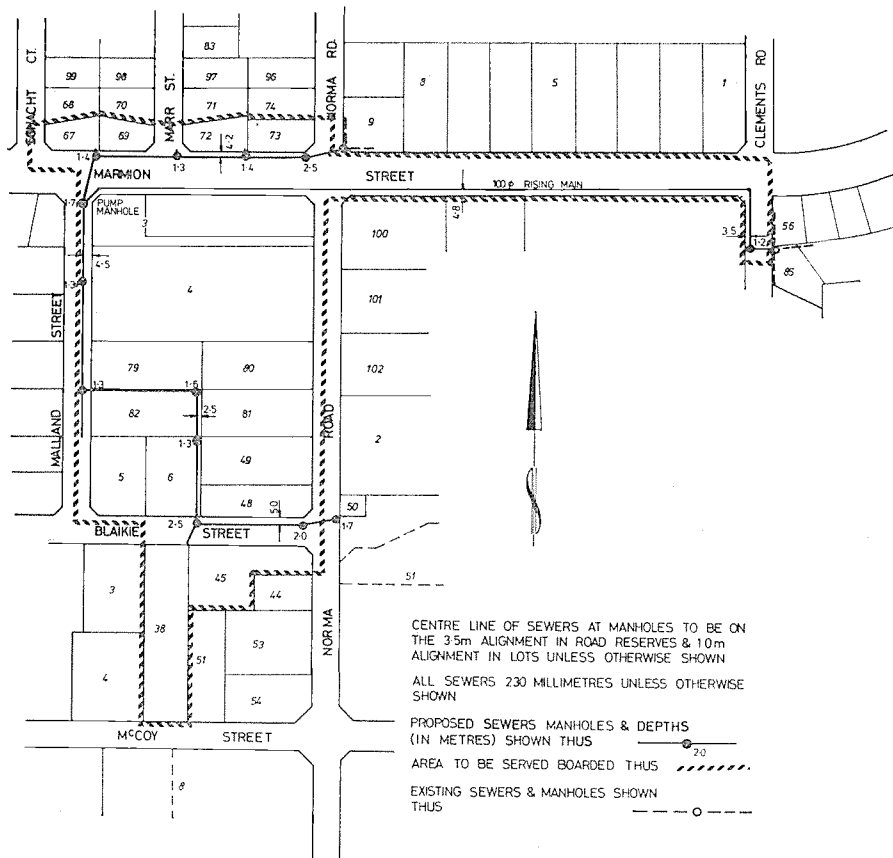 CT.
CONACHT
83
ST.
MARR
RD.
NORMA
CLEMENTS RD
99
98
97
96
8
5
1
68
70
71
74
9
67
69
72
73
4·2
1·4
1·3
1·4
2·5
MARMION
STREET
100 ø RISING MAIN
1·7
PUMP
MANHOLE
3
4·8
3·5
1·2
56
85
100
4·5
1·3
4
101
STREET
MALLAND
79
80
102
1·3
1·6
82
2·5
81
ROAD
2
1·3
5
6
49
48
5·0
50
2·5
2·0
1·7
BLAIKIE
STREET
3
45
44
51
38
NORMA
4
51
53
54
McCOY
STREET
8
CENTRE LINE OF SEWERS AT MANHOLES TO BE ON
THE 3·5m ALIGNMENT IN ROAD RESERVES & 1·0m
ALIGNMENT IN LOTS UNLESS OTHERWISE SHOWN
ALL SEWERS 230 MILLIMETRES UNLESS OTHERWISE
SHOWN
PROPOSED SEWERS MANHOLES & DEPTHS
(IN METRES) SHOWN THUS
2·0
AREA TO BE SERVED BOARDED THUS
EXISTING SEWERS & MANHOLES SHOWN
THUS